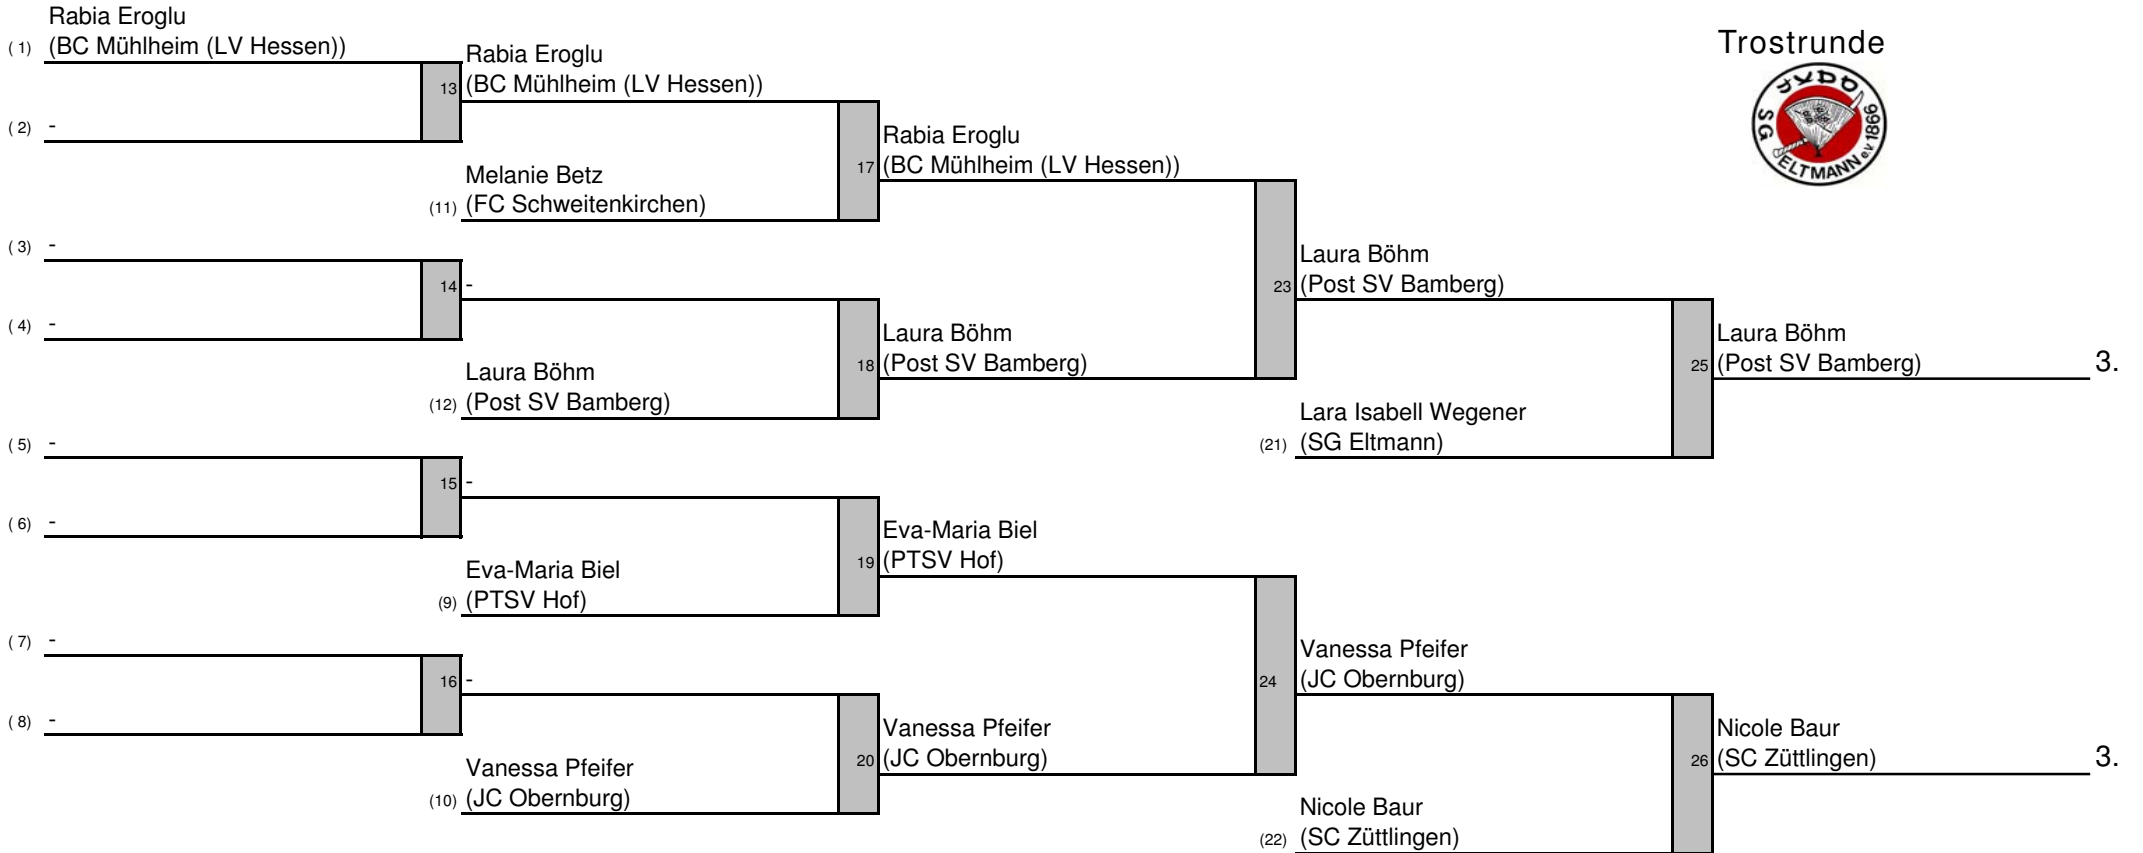 Rabia Eroglu
( 1) (BC Mühlheim (LV Hessen))
Trostrunde
JUDO
SG ELTMANN e.V. 1866
Rabia Eroglu
13 (BC Mühlheim (LV Hessen))
( 2) -
Rabia Eroglu
17 (BC Mühlheim (LV Hessen))
Melanie Betz
(11) (FC Schweitenkirchen)
( 3) -
Laura Böhm
14 -
23 (Post SV Bamberg)
( 4) -
Laura Böhm
18 (Post SV Bamberg)
Laura Böhm
25 (Post SV Bamberg) 3.
Laura Böhm
(12) (Post SV Bamberg)
Lara Isabell Wegener
(21) (SG Eltmann)
( 5) -
15 -
( 6) -
Eva-Maria Biel
19 (PTSV Hof)
Eva-Maria Biel
(9) (PTSV Hof)
( 7) -
Vanessa Pfeifer
16 -
24 (JC Obernburg)
( 8) -
Vanessa Pfeifer
20 (JC Obernburg)
Nicole Baur
26 (SC Züttlingen) 3.
Vanessa Pfeifer
(10) (JC Obernburg)
Nicole Baur
(22) (SC Züttlingen)